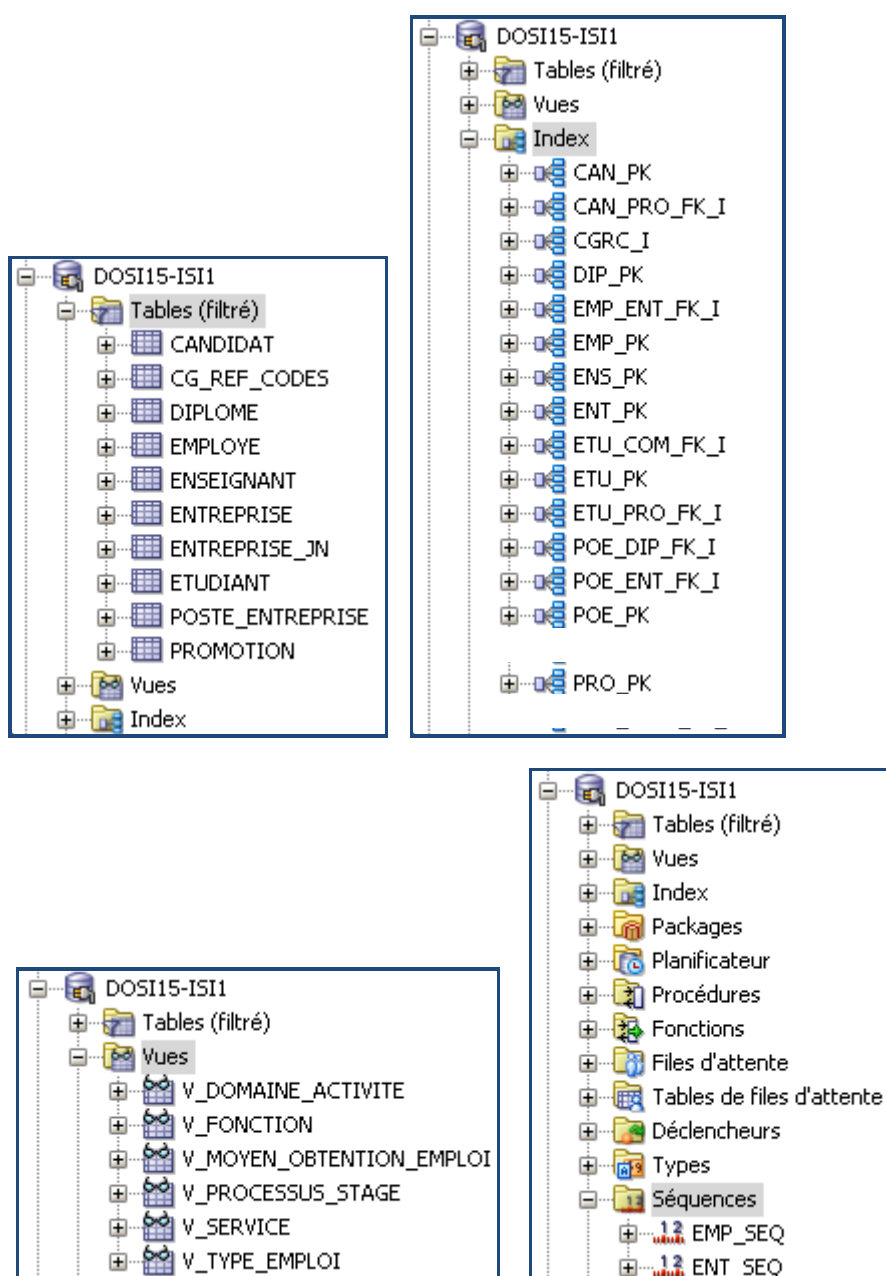 DOSI15-ISI1
Tables (filtré)
CANDIDAT
CG_REF_CODES
DIPLOME
EMPLOYE
ENSEIGNANT
ENTREPRISE
ENTREPRISE_JN
ETUDIANT
POSTE_ENTREPRISE
PROMOTION
Vues
Index
DOSI15-ISI1
Tables (filtré)
Vues
Index
CAN_PK
CAN_PRO_FK_I
CGRC_I
DIP_PK
EMP_ENT_FK_I
EMP_PK
ENS_PK
ENT_PK
ETU_COM_FK_I
ETU_PK
ETU_PRO_FK_I
POE_DIP_FK_I
POE_ENT_FK_I
POE_PK
PRO_PK
DOSI15-ISI1
Tables (filtré)
Vues
V_DOMAINE_ACTIVITE
V_FONCTION
V_MOYEN_OBTENTION_EMPLOI
V_PROCESSUS_STAGE
V_SERVICE
V_TYPE_EMPLOI
DOSI15-ISI1
Tables (filtré)
Vues
Index
Packages
Planificateur
Procédures
Fonctions
Files d'attente
Tables de files d'attente
Déclencheurs
Types
Séquences
EMP_SEQ
ENT_SEQ